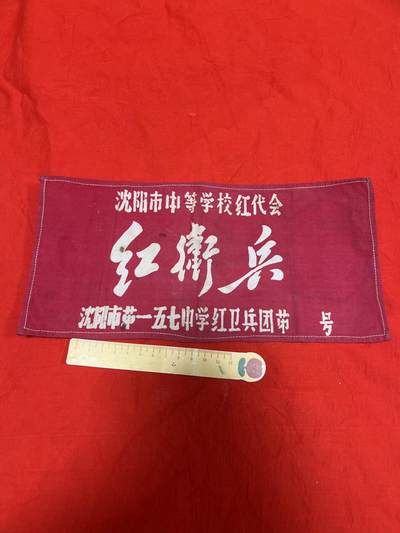 沈阳市中等学校红代会
红衛兵
沈阳市第一五七中学红卫兵团第 号